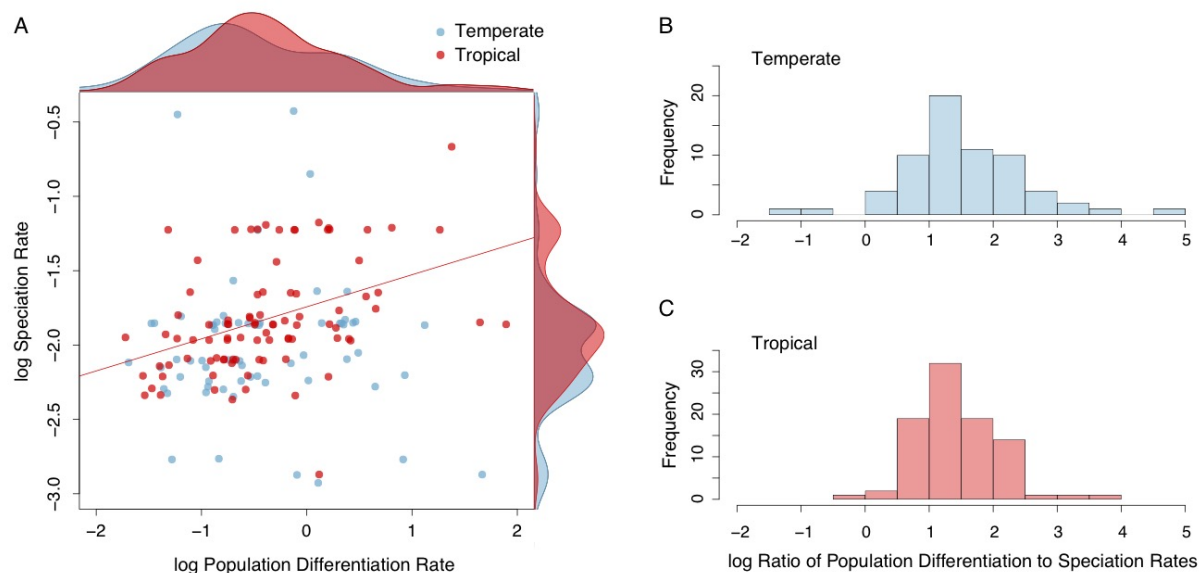 A
Temperate
Tropical
log Speciation Rate
−0.5
−1.0
−1.5
−2.0
−2.5
−3.0
−2 −1 0 1 2
log Population Differentiation Rate
B
Temperate
Frequency
20
10
0
−2 −1 0 1 2 3 4 5
C
Tropical
Frequency
30
20
10
0
−2 −1 0 1 2 3 4 5
log Ratio of Population Differentiation to Speciation Rates